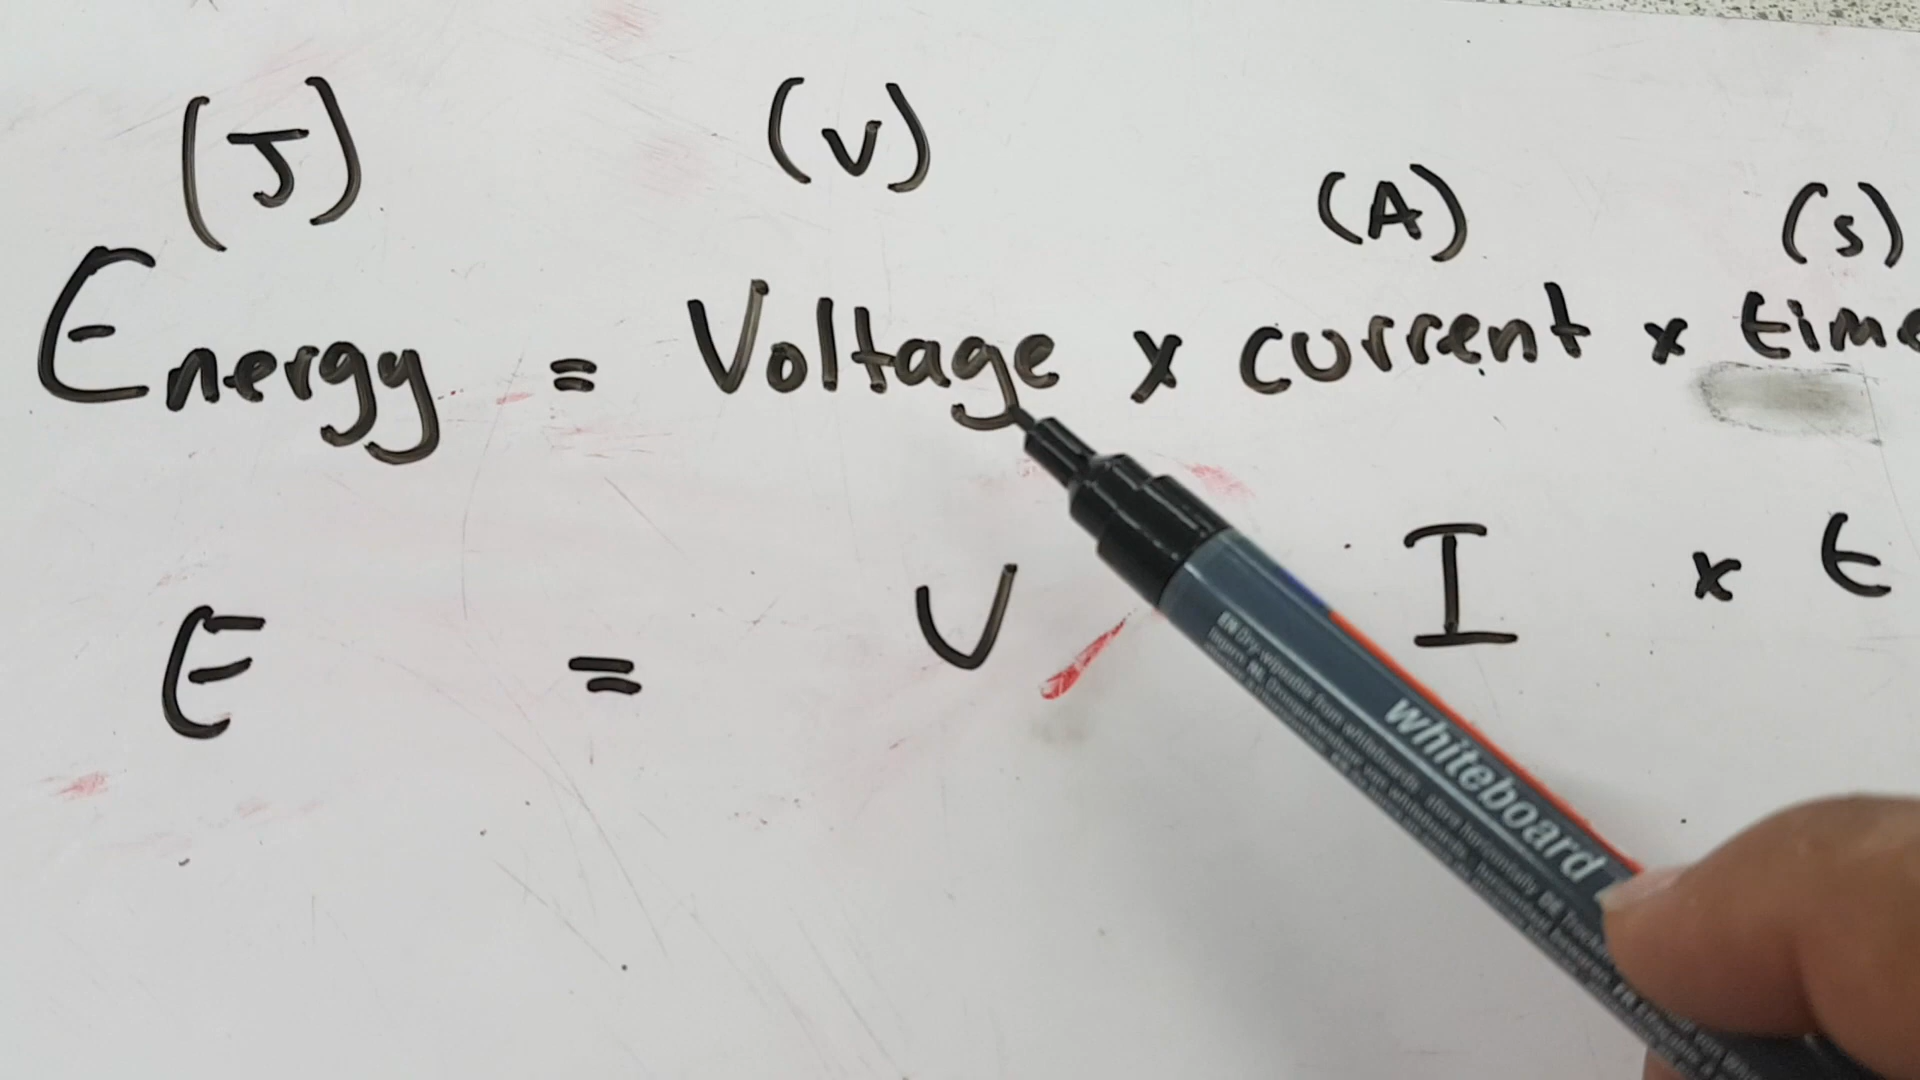 (J) (V) (A) (s)
Energy = Voltage x current x time
E = V I x t
whiteboard